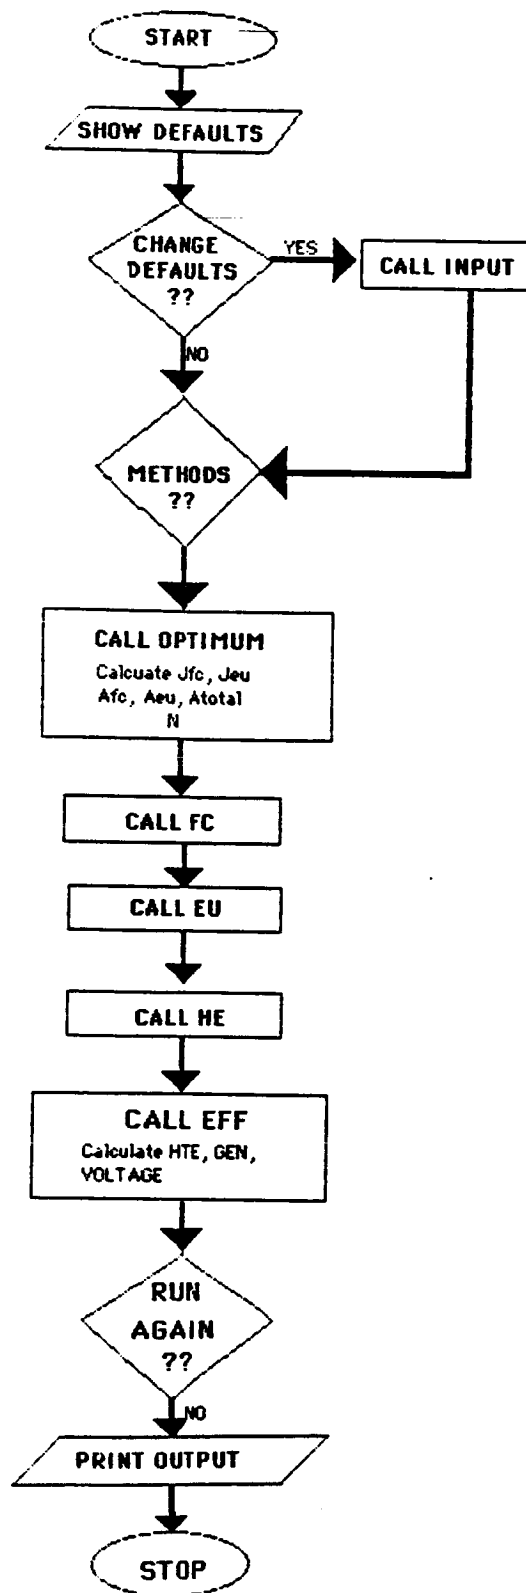 START
SHOW DEFAULTS
CHANGE
DEFAULTS
??
YES
CALL INPUT
NO
METHODS
??
CALL OPTIMUM
Calcuate Jfc, Jeu
Afc, Aeu, Atotal
N
CALL FC
CALL EU
CALL HE
CALL EFF
Calculate HTE, GEN,
VOLTAGE
RUN
AGAIN
??
NO
PRINT OUTPUT
STOP